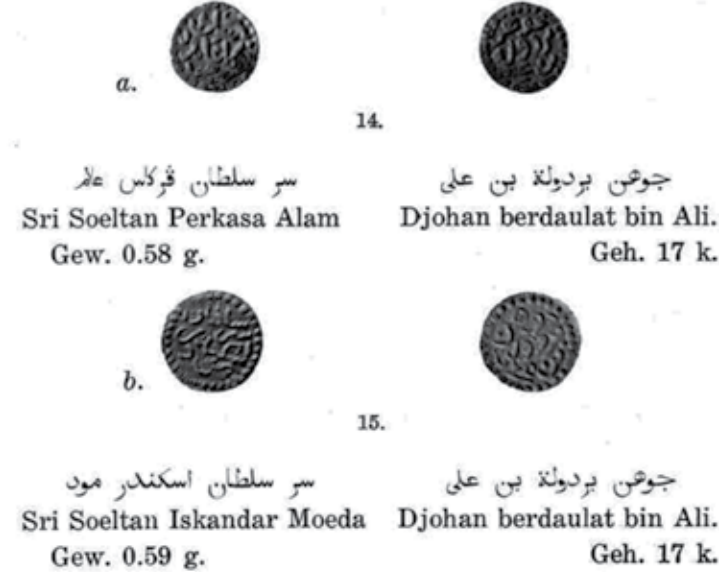 a.
14.
سر سلطان ڤركاس عالم
جوهن بردولة بن على
Sri Soeltan Perkasa Alam
Djohan berdaulat bin Ali.
Gew. 0.58 g.
Geh. 17 k.
b.
15.
سر سلطان اسكندر مود
جوهن بردولة بن على
Sri Soeltan Iskandar Moeda
Djohan berdaulat bin Ali.
Gew. 0.59 g.
Geh. 17 k.